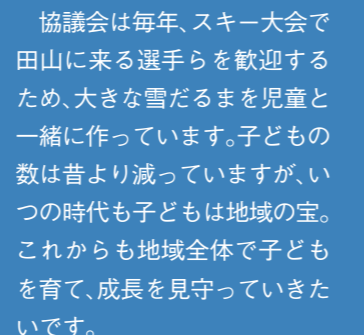 協議会は毎年、スキー大会で
田山に来る選手らを歓迎する
ため、大きな雪だるまを児童と
一緒に作っています。子どもの
数は昔より減っていますが、い
つの時代も子どもは地域の宝。
これからも地域全体で子ども
を育て、成長を見守っていきた
いです。